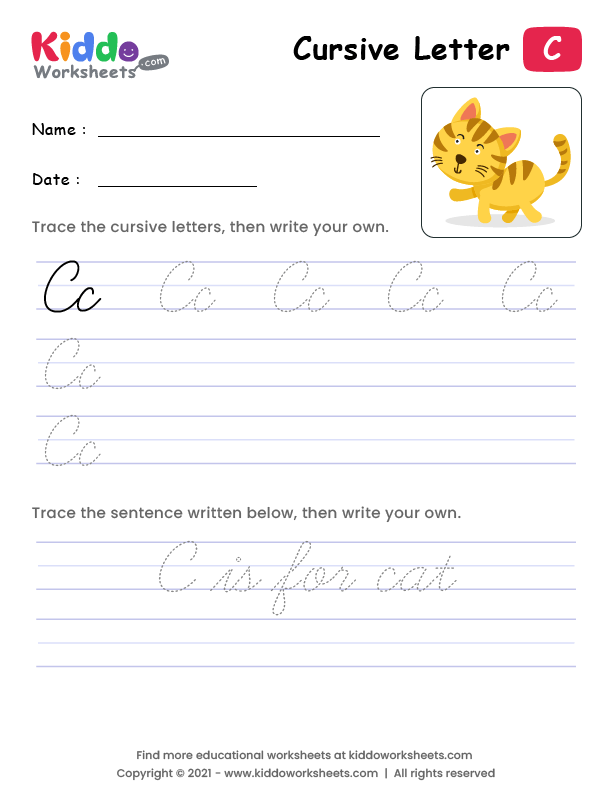 Kiddo
Worksheets .com
Cursive Letter C
Name :
Date :
Trace the cursive letters, then write your own.
Cc Cc Cc Cc Cc
Cc
Cc
Trace the sentence written below, then write your own.
C is for cat
Find more educational worksheets at kiddoworksheets.com
Copyright © 2021 - www.kiddoworksheets.com | All rights reserved